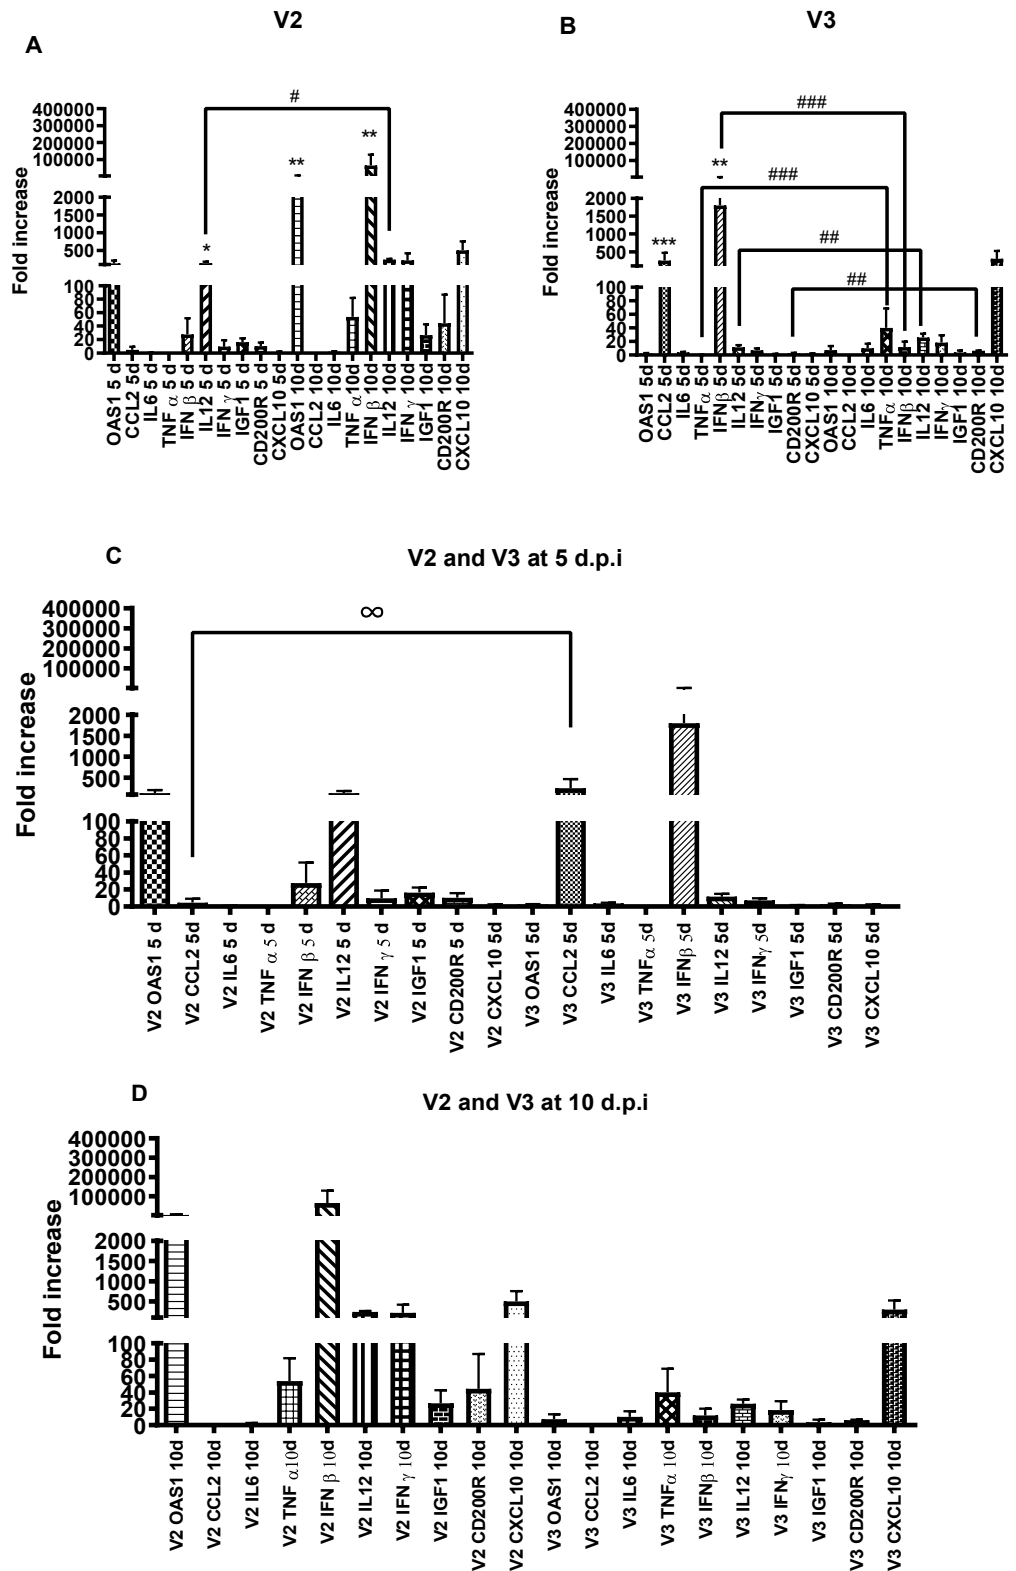 V2
V3
A
B
Fold increase
400000
300000
200000
100000
2000
1500
1000
500
100
80
60
40
20
0
#
*
**
**
OAS1 5 d
CCL2 5d
IL6 5 d
TNF α 5 d
IFN β 5 d
IL12 5 d
IFN γ 5 d
IGF1 5 d
CD200R 5 d
CXCL10 5d
OAS1 10d
CCL2 10d
IL6 10d
TNF α 10d
IFN β 10d
IL12 10d
IFN γ 10d
IGF1 10d
CD200R 10d
CXCL10 10d
Fold increase
400000
300000
200000
100000
2000
1500
1000
500
100
80
60
40
20
0
###
**
###
***
##
##
OAS1 5d
CCL2 5d
IL6 5d
TNFα 5d
IFNβ 5d
IL12 5d
IFNγ 5d
IGF1 5d
CD200R 5d
CXCL10 5d
OAS1 10d
CCL2 10d
IL6 10d
TNFα 10d
IFNβ 10d
IL12 10d
IFNγ 10d
IGF1 10d
CD200R 10d
CXCL10 10d
C
V2 and V3 at 5 d.p.i
Fold increase
400000
300000
200000
100000
2000
1500
1000
500
100
80
60
40
20
0
∞
V2 OAS1 5 d
V2 CCL2 5d
V2 IL6 5 d
V2 TNF α 5 d
V2 IFN β 5 d
V2 IL12 5 d
V2 IFN γ 5 d
V2 IGF1 5 d
V2 CD200R 5 d
V2 CXCL10 5d
V3 OAS1 5d
V3 CCL2 5d
V3 IL6 5d
V3 TNFα 5d
V3 IFNβ 5d
V3 IL12 5d
V3 IFNγ 5d
V3 IGF1 5d
V3 CD200R 5d
V3 CXCL10 5d
D
V2 and V3 at 10 d.p.i
Fold increase
400000
300000
200000
100000
2000
1500
1000
500
100
80
60
40
20
0
V2 OAS1 10d
V2 CCL2 10d
V2 IL6 10d
V2 TNF α10d
V2 IFN β 10d
V2 IL12 10d
V2 IFN γ 10d
V2 IGF1 10d
V2 CD200R 10d
V2 CXCL10 10d
V3 OAS1 10d
V3 CCL2 10d
V3 IL6 10d
V3 TNFα 10d
V3 IFNβ 10d
V3 IL12 10d
V3 IFNγ 10d
V3 IGF1 10d
V3 CD200R 10d
V3 CXCL10 10d